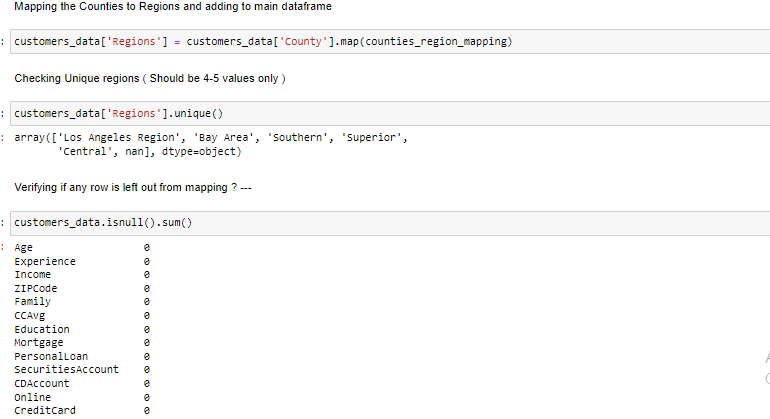 Mapping the Counties to Regions and adding to main dataframe
: customers_data['Regions'] = customers_data['County'].map(counties_region_mapping)
Checking Unique regions ( Should be 4-5 values only )
: customers_data['Regions'].unique()
: array(['Los Angeles Region', 'Bay Area', 'Southern', 'Superior',
'Central', nan], dtype=object)
Verifying if any row is left out from mapping ? ---
: customers_data.isnull().sum()
: Age 0
Experience 0
Income 0
ZIPCode 0
Family 0
CCAvg 0
Education 0
Mortgage 0
PersonalLoan 0
SecuritiesAccount 0
CDAccount 0
Online 0
CreditCard 0